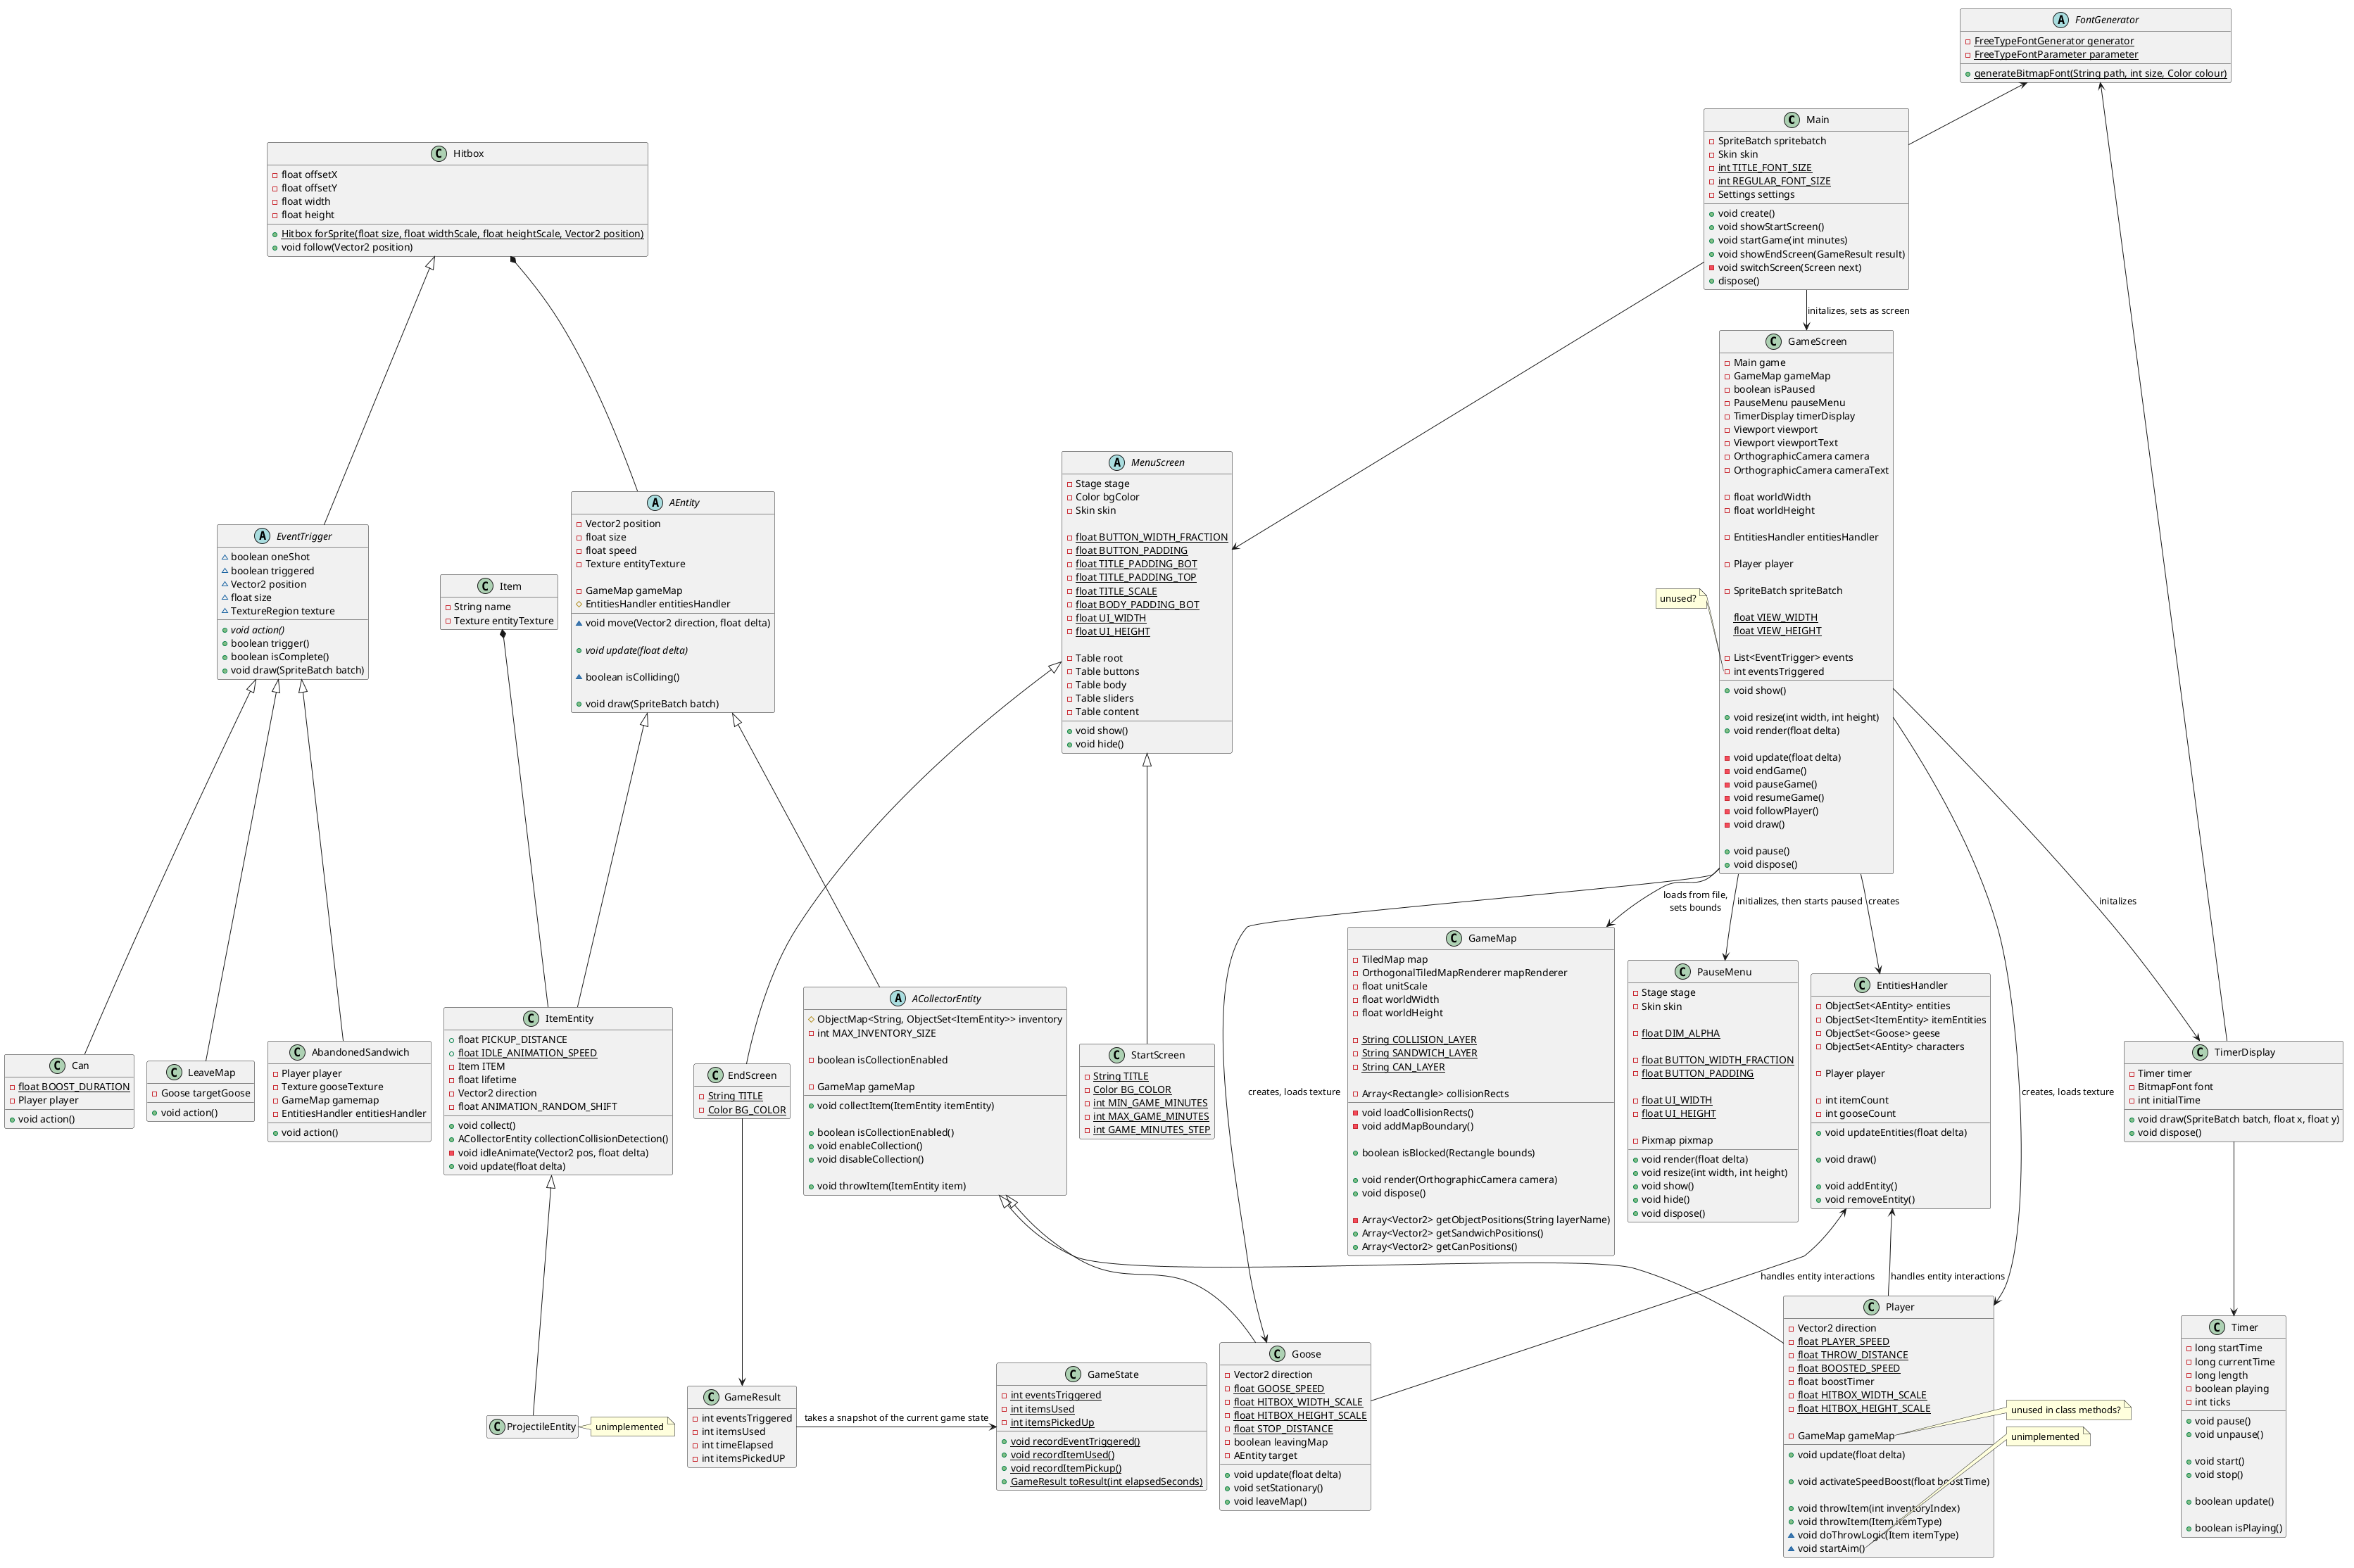 FontGenerator
FreeTypeFontGenerator generator
FreeTypeFontParameter parameter
generateBitmapFont(String path, int size, Color colour)
Main
SpriteBatch spritebatch
Skin skin
int TITLE_FONT_SIZE
int REGULAR_FONT_SIZE
Settings settings
void create()
void showStartScreen()
void startGame(int minutes)
void showEndScreen(GameResult result)
void switchScreen(Screen next)
dispose()
Hitbox
float offsetX
float offsetY
float width
float height
Hitbox forSprite(float size, float widthScale, float heightScale, Vector2 position)
void follow(Vector2 position)
initalizes, sets as screen
GameScreen
Main game
GameMap gameMap
boolean isPaused
PauseMenu pauseMenu
TimerDisplay timerDisplay
Viewport viewport
Viewport viewportText
OrthographicCamera camera
OrthographicCamera cameraText
float worldWidth
float worldHeight
EntitiesHandler entitiesHandler
Player player
SpriteBatch spriteBatch
float VIEW_WIDTH
float VIEW_HEIGHT
List<EventTrigger> events
int eventsTriggered
void show()
void resize(int width, int height)
void render(float delta)
void update(float delta)
void endGame()
void pauseGame()
void resumeGame()
void followPlayer()
void draw()
void pause()
void dispose()
unused?
MenuScreen
Stage stage
Color bgColor
Skin skin
float BUTTON_WIDTH_FRACTION
float BUTTON_PADDING
float TITLE_PADDING_BOT
float TITLE_PADDING_TOP
float TITLE_SCALE
float BODY_PADDING_BOT
float UI_WIDTH
float UI_HEIGHT
Table root
Table buttons
Table body
Table sliders
Table content
void show()
void hide()
EventTrigger
boolean oneShot
boolean triggered
Vector2 position
float size
TextureRegion texture
void action()
boolean trigger()
boolean isComplete()
void draw(SpriteBatch batch)
Item
String name
Texture entityTexture
AEntity
Vector2 position
float size
float speed
Texture entityTexture
GameMap gameMap
EntitiesHandler entitiesHandler
void move(Vector2 direction, float delta)
void update(float delta)
boolean isColliding()
void draw(SpriteBatch batch)
loads from file,
sets bounds
initializes, then starts paused
creates
initalizes
creates, loads texture
creates, loads texture
Can
float BOOST_DURATION
Player player
void action()
LeaveMap
Goose targetGoose
void action()
AbandonedSandwich
Player player
Texture gooseTexture
GameMap gamemap
EntitiesHandler entitiesHandler
void action()
ItemEntity
float PICKUP_DISTANCE
float IDLE_ANIMATION_SPEED
Item ITEM
float lifetime
Vector2 direction
float ANIMATION_RANDOM_SHIFT
void collect()
ACollectorEntity collectionCollisionDetection()
void idleAnimate(Vector2 pos, float delta)
void update(float delta)
EndScreen
String TITLE
Color BG_COLOR
ACollectorEntity
ObjectMap<String, ObjectSet<ItemEntity>> inventory
int MAX_INVENTORY_SIZE
boolean isCollectionEnabled
GameMap gameMap
void collectItem(ItemEntity itemEntity)
boolean isCollectionEnabled()
void enableCollection()
void disableCollection()
void throwItem(ItemEntity item)
StartScreen
String TITLE
Color BG_COLOR
int MIN_GAME_MINUTES
int MAX_GAME_MINUTES
int GAME_MINUTES_STEP
GameMap
TiledMap map
OrthogonalTiledMapRenderer mapRenderer
float unitScale
float worldWidth
float worldHeight
String COLLISION_LAYER
String SANDWICH_LAYER
String CAN_LAYER
Array<Rectangle> collisionRects
void loadCollisionRects()
void addMapBoundary()
boolean isBlocked(Rectangle bounds)
void render(OrthographicCamera camera)
void dispose()
Array<Vector2> getObjectPositions(String layerName)
Array<Vector2> getSandwichPositions()
Array<Vector2> getCanPositions()
PauseMenu
Stage stage
Skin skin
float DIM_ALPHA
float BUTTON_WIDTH_FRACTION
float BUTTON_PADDING
float UI_WIDTH
float UI_HEIGHT
Pixmap pixmap
void render(float delta)
void resize(int width, int height)
void show()
void hide()
void dispose()
EntitiesHandler
ObjectSet<AEntity> entities
ObjectSet<ItemEntity> itemEntities
ObjectSet<Goose> geese
ObjectSet<AEntity> characters
Player player
int itemCount
int gooseCount
void updateEntities(float delta)
void draw()
void addEntity()
void removeEntity()
TimerDisplay
Timer timer
BitmapFont font
int initialTime
void draw(SpriteBatch batch, float x, float y)
void dispose()
handles entity interactions
handles entity interactions
ProjectileEntity
unimplemented
GameResult
int eventsTriggered
int itemsUsed
int timeElapsed
int itemsPickedUP
takes a snapshot of the current game state
GameState
int eventsTriggered
int itemsUsed
int itemsPickedUp
void recordEventTriggered()
void recordItemUsed()
void recordItemPickup()
GameResult toResult(int elapsedSeconds)
Goose
Vector2 direction
float GOOSE_SPEED
float HITBOX_WIDTH_SCALE
float HITBOX_HEIGHT_SCALE
float STOP_DISTANCE
boolean leavingMap
AEntity target
void update(float delta)
void setStationary()
void leaveMap()
Player
Vector2 direction
float PLAYER_SPEED
float THROW_DISTANCE
float BOOSTED_SPEED
float boostTimer
float HITBOX_WIDTH_SCALE
float HITBOX_HEIGHT_SCALE
GameMap gameMap
void update(float delta)
void activateSpeedBoost(float boostTime)
void throwItem(int inventoryIndex)
void throwItem(Item itemType)
void doThrowLogic(Item itemType)
void startAim()
unused in class methods?
unimplemented
Timer
long startTime
long currentTime
long length
boolean playing
int ticks
void pause()
void unpause()
void start()
void stop()
boolean update()
boolean isPlaying()